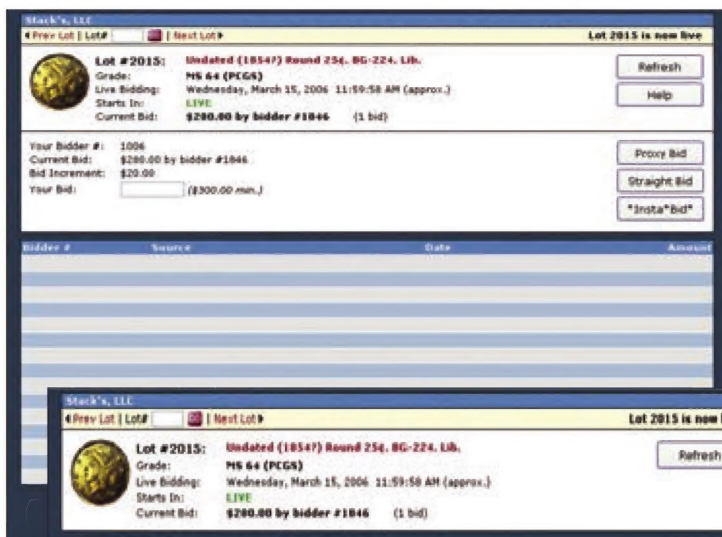 Stack's, LLC
Prev Lot | Lot# | Next Lot Lot 2015 is now live
Lot #2015: Undated (1854?) Round 25¢. BG-224. Lib.
Grade: MS 64 (PCGS)
Live Bidding: Wednesday, March 15, 2006 11:59:58 AM (approx.)
Starts In: LIVE
Current Bid: $280.00 by bidder #1846 (1 bid)
Refresh
Help
Your Bidder #: 1006
Current Bid: $280.00 by bidder #1846
Bid Increment: $20.00
Your Bid: ($300.00 min.)
Proxy Bid
Straight Bid
*Insta*Bid*
Bidder # Source Date Amount
Stack's, LLC
Prev Lot | Lot# | Next Lot Lot 2015 is now
Lot #2015: Undated (1854?) Round 25¢. BG-224. Lib.
Grade: MS 64 (PCGS)
Live Bidding: Wednesday, March 15, 2006 11:59:58 AM (approx.)
Starts In: LIVE
Current Bid: $280.00 by bidder #1846 (1 bid)
Refresh